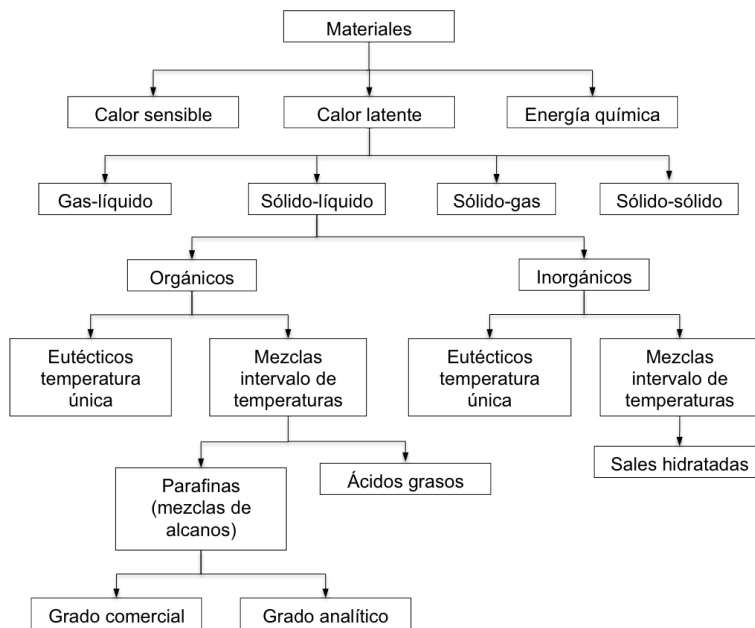 Materiales
Calor sensible
Calor latente
Energía química
Gas-líquido
Sólido-líquido
Sólido-gas
Sólido-sólido
Orgánicos
Inorgánicos
Eutécticos
temperatura
única
Mezclas
intervalo de
temperaturas
Eutécticos
temperatura
única
Mezclas
intervalo de
temperaturas
Parafinas
(mezclas de
alcanos)
Ácidos grasos
Sales hidratadas
Grado comercial
Grado analítico